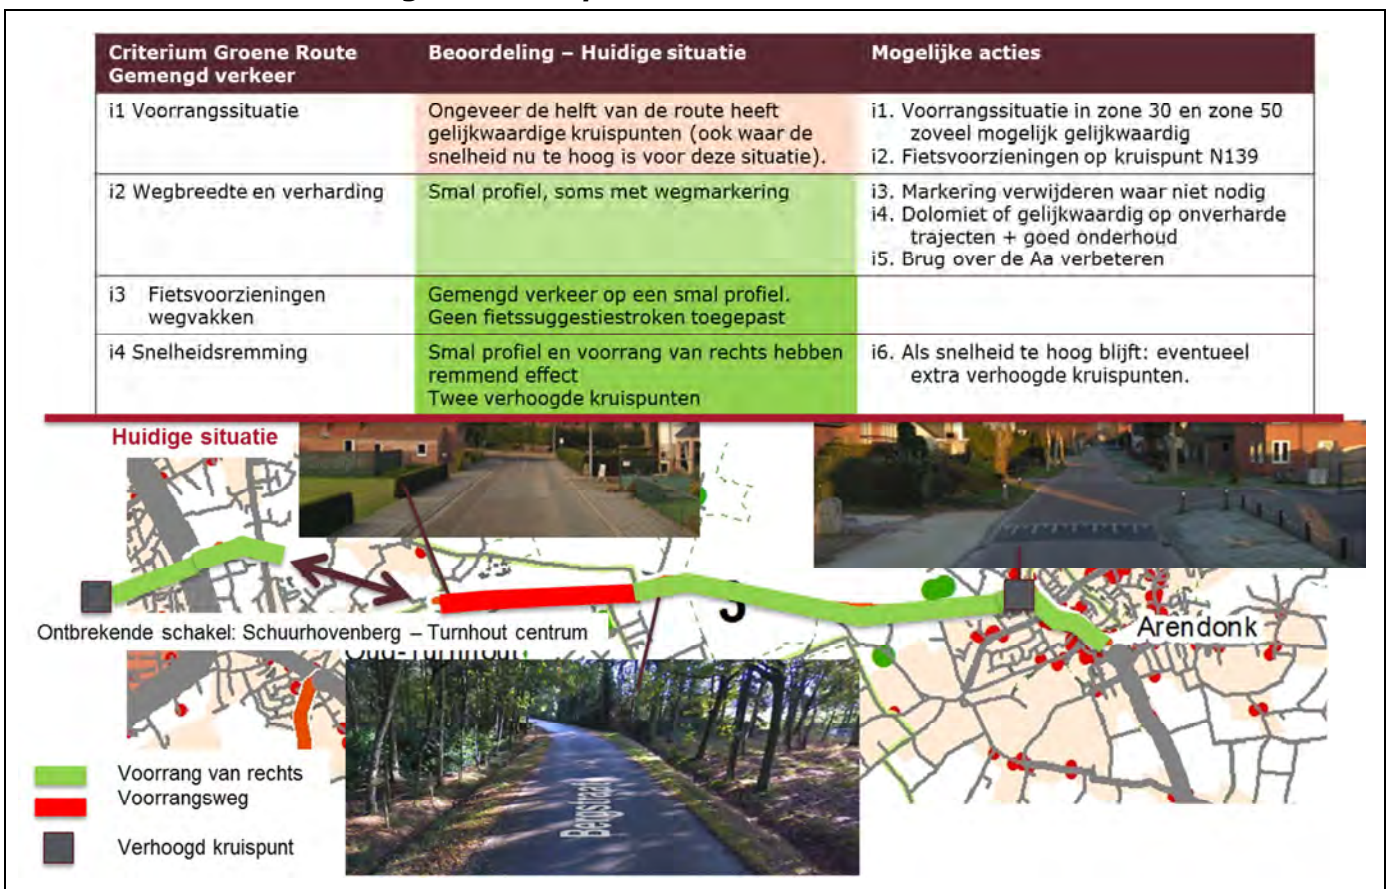 Criterium Groene Route
Gemengd verkeer
Beoordeling – Huidige situatie
Mogelijke acties
i1 Voorrangssituatie
Ongeveer de helft van de route heeft
gelijkwaardige kruispunten (ook waar de
snelheid nu te hoog is voor deze situatie).
i1. Voorrangssituatie in zone 30 en zone 50
zoveel mogelijk gelijkwaardig
i2. Fietsvoorzieningen op kruispunt N139
i2 Wegbreedte en verharding
Smal profiel, soms met wegmarkering
i3. Markering verwijderen waar niet nodig
i4. Dolomiet of gelijkwaardig op onverharde
trajecten + goed onderhoud
i5. Brug over de Aa verbeteren
i3 Fietsvoorzieningen
wegvakken
Gemengd verkeer op een smal profiel.
Geen fietssuggestiestroken toegepast
i4 Snelheidsremming
Smal profiel en voorrang van rechts hebben
remmend effect
Twee verhoogde kruispunten
i6. Als snelheid te hoog blijft: eventueel
extra verhoogde kruispunten.
Huidige situatie
Ontbrekende schakel: Schuurhovenberg – Turnhout centrum
Arendonk
Oud-Turnhout
Bergstraat
Voorrang van rechts
Voorrangsweg
Verhoogd kruispunt